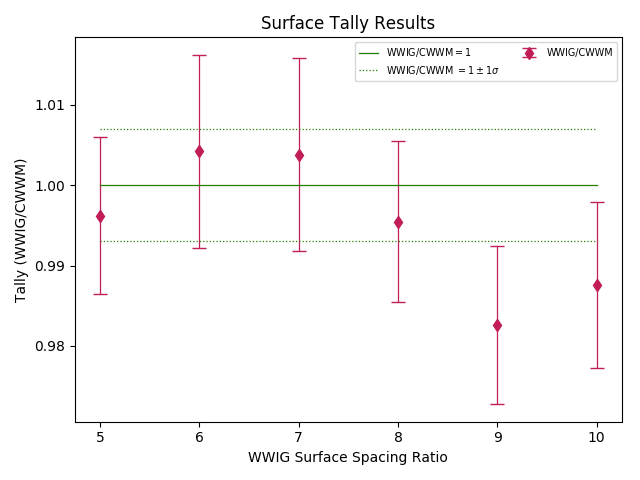 Surface Tally Results
WWIG/CWWM = 1
WWIG/CWWM = 1 ± 1σ
WWIG/CWWM
Tally (WWIG/CWWM)
1.01
1.00
0.99
0.98
5 6 7 8 9 10
WWIG Surface Spacing Ratio